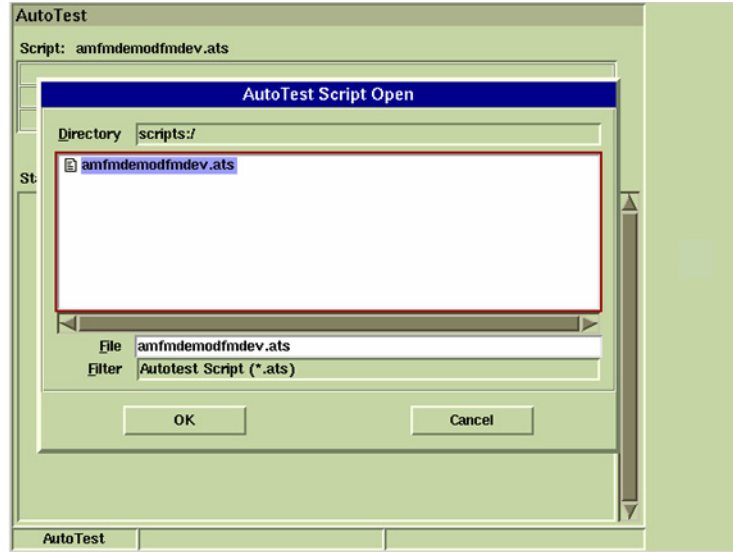 AutoTest
Script: amfmdemodfmdev.ats
AutoTest Script Open
Directory scripts:/
amfmdemodfmdev.ats
St
File amfmdemodfmdev.ats
Filter Autotest Script (*.ats)
OK Cancel
AutoTest